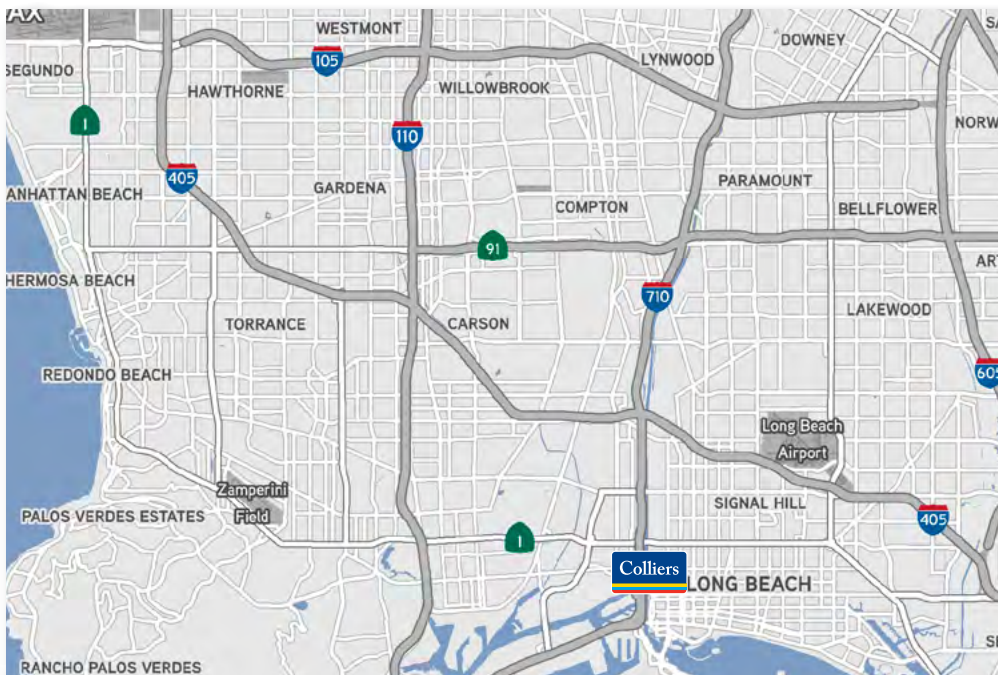 AX
WESTMONT
DOWNEY
SA
105
LYNWOOD
SEGUNDO
HAWTHORNE
WILLOWBROOK
1
110
NORW
405
GARDENA
PARAMOUNT
ANHATTAN BEACH
COMPTON
BELLFLOWER
91
ART
HERMOSA BEACH
710
LAKEWOOD
TORRANCE
CARSON
REDONDO BEACH
605
Long Beach
Airport
Zamperini
Field
SIGNAL HILL
PALOS VERDES ESTATES
405
1
Colliers
LONG BEACH
SE
RANCHO PALOS VERDES